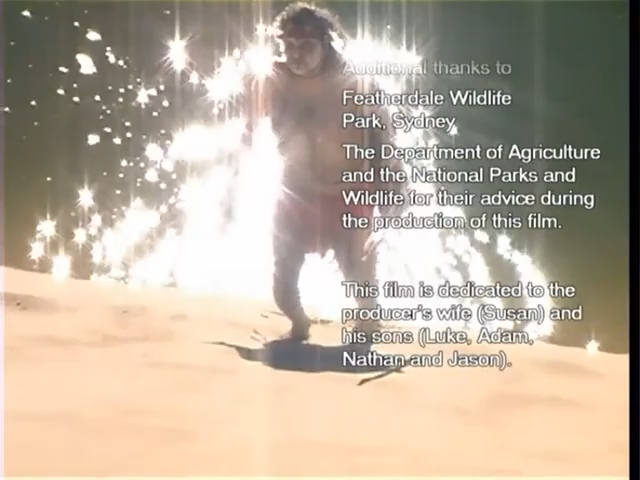 Additional thanks to
Featherdale Wildlife
Park, Sydney
The Department of Agriculture
and the National Parks and
Wildlife for their advice during
the production of this film.
This film is dedicated to the
producer's wife (Susan) and
his sons (Luke, Adam,
Nathan and Jason).